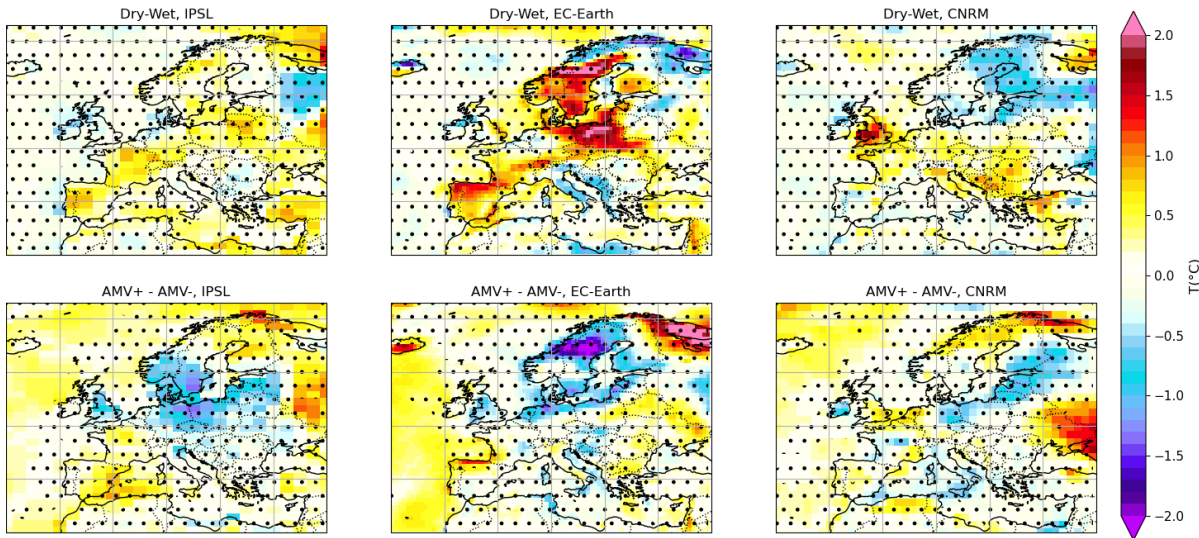 Dry-Wet, IPSL
Dry-Wet, EC-Earth
Dry-Wet, CNRM
AMV+ - AMV-, IPSL
AMV+ - AMV-, EC-Earth
AMV+ - AMV-, CNRM
2.0
1.5
1.0
0.5
0.0
−0.5
−1.0
−1.5
−2.0
T(°C)